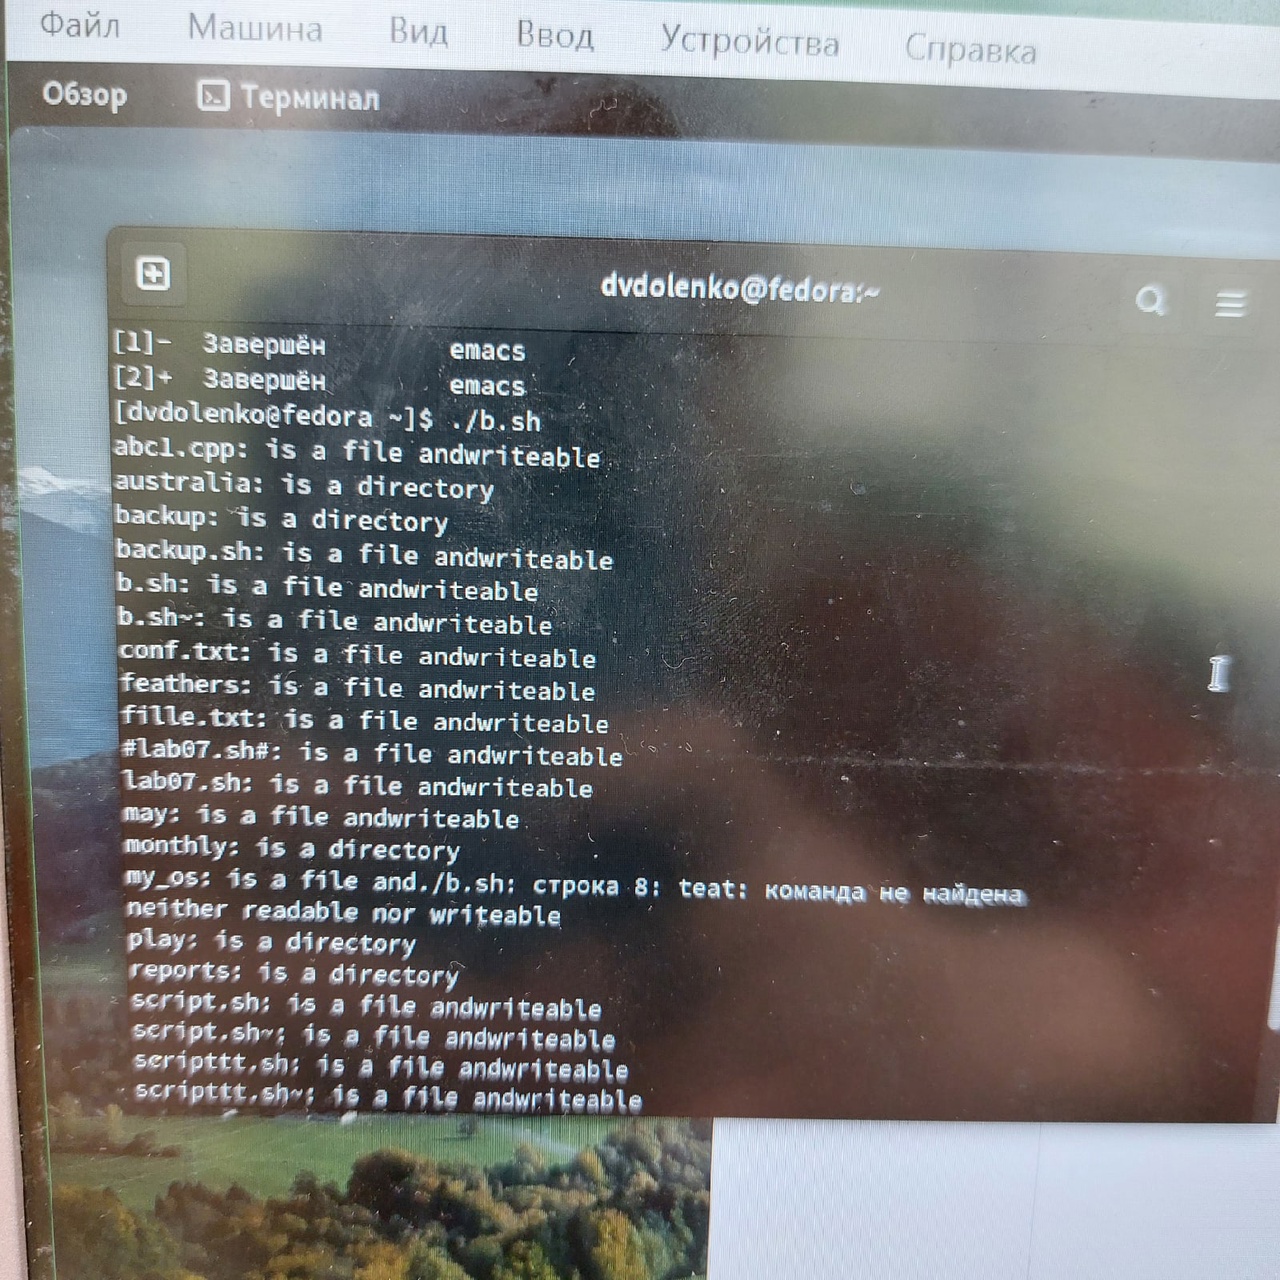 Файл Машина Вид Ввод Устройства Справка
Обзор Терминал
dvdolenko@fedora:~
[1]- Завершён emacs
[2]+ Завершён emacs
[dvdolenko@fedora ~]$ ./b.sh
abc1.cpp: is a file andwriteable
australia: is a directory
backup: is a directory
backup.sh: is a file andwriteable
b.sh: is a file andwriteable
b.sh~: is a file andwriteable
conf.txt: is a file andwriteable
feathers: is a file andwriteable
fille.txt: is a file andwriteable
#lab07.sh#: is a file andwriteable
lab07.sh: is a file andwriteable
may: is a file andwriteable
monthly: is a directory
my_os: is a file and./b.sh: строка 8: teat: команда не найдена
neither readable nor writeable
play: is a directory
reports: is a directory
script.sh: is a file andwriteable
script.sh~: is a file andwriteable
scripttt.sh: is a file andwriteable
scripttt.sh~: is a file andwriteable